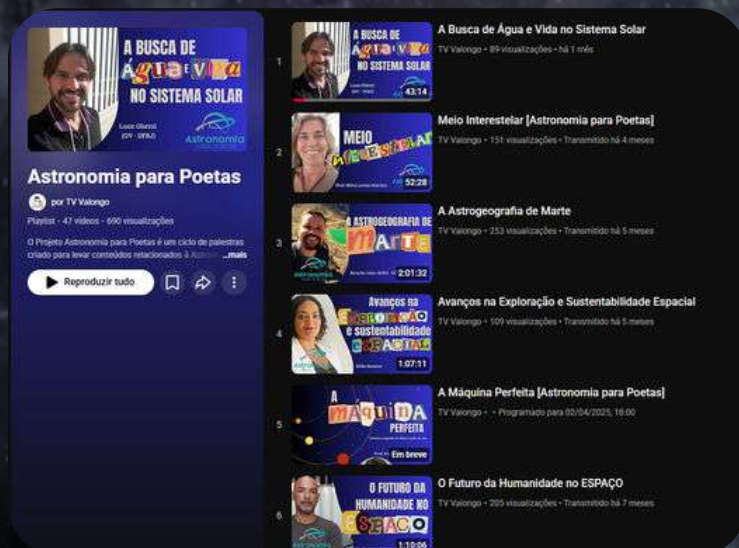 A BUSCA DE
ÁGUA E VIDA
NO SISTEMA SOLAR
(OV - UFRJ)
Astronomia
Astronomia para Poetas
por TV Valongo
Playlist • 47 vídeos • 690 visualizações
O Projeto Astronomia para Poetas é um ciclo de palestras
criado para levar conteúdos relacionados à ...mais
Reproduzir tudo
1
A BUSCA DE
ÁGUA E VIDA
NO SISTEMA SOLAR
43:14
A Busca de Água e Vida no Sistema Solar
TV Valongo • 89 visualizações • há 1 mês
2
MEIO
INTERESTELAR
52:28
Meio Interestelar [Astronomia para Poetas]
TV Valongo • 151 visualizações • Transmitido há 4 meses
3
A ASTROGEOGRAFIA DE
MARTE
2:01:32
A Astrogeografia de Marte
TV Valongo • 253 visualizações • Transmitido há 5 meses
4
Avanços na
EXPLORAÇÃO
e sustentabilidade
ESPACIAL
1:07:11
Avanços na Exploração e Sustentabilidade Espacial
TV Valongo • 109 visualizações • Transmitido há 5 meses
5
A
MÁQUINA
PERFEITA
Em breve
A Máquina Perfeita [Astronomia para Poetas]
TV Valongo • • Programado para 02/04/2025, 16:00
6
O FUTURO DA
HUMANIDADE NO
ESPAÇO
1:10:06
O Futuro da Humanidade no ESPAÇO
TV Valongo • 205 visualizações • Transmitido há 7 meses